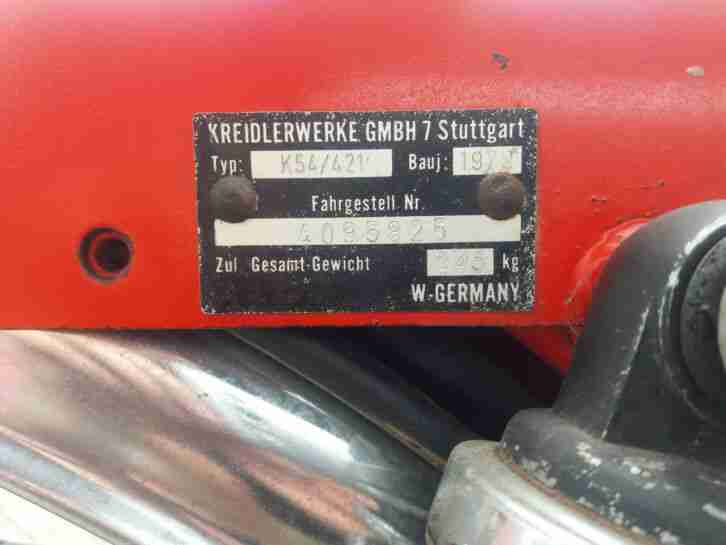 KREIDLERWERKE GMBH 7 Stuttgart
Typ: K54/421 Bauj:
Fahrgestell Nr.
4095825
Zul Gesamt-Gewicht kg
W-GERMANY